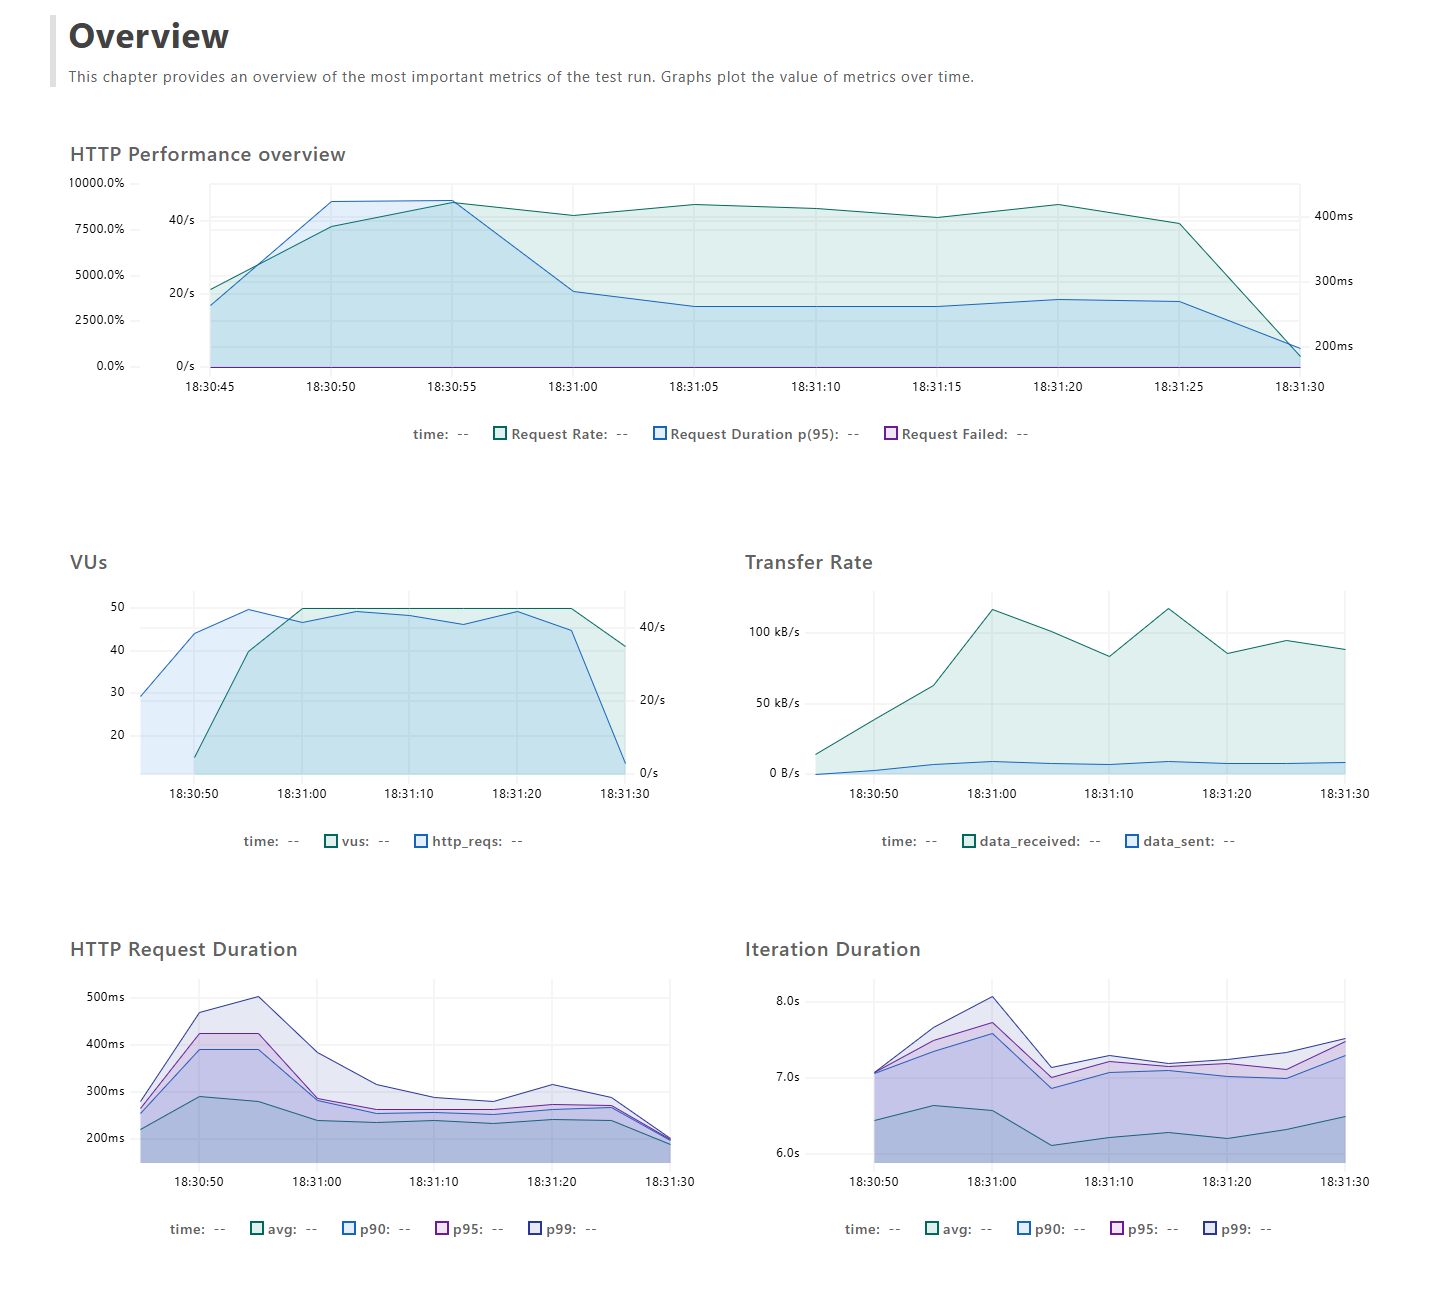 Overview
This chapter provides an overview of the most important metrics of the test run. Graphs plot the value of metrics over time.
HTTP Performance overview
10000.0%
7500.0%
5000.0%
2500.0%
0.0%
40/s
20/s
0/s
400ms
300ms
200ms
18:30:45 18:30:50 18:30:55 18:31:00 18:31:05 18:31:10 18:31:15 18:31:20 18:31:25 18:31:30
time: -- Request Rate: -- Request Duration p(95): -- Request Failed: --
VUs
50
40
30
20
40/s
20/s
0/s
18:30:50 18:31:00 18:31:10 18:31:20 18:31:30
time: -- vus: -- http_reqs: --
Transfer Rate
100 kB/s
50 kB/s
0 B/s
18:30:50 18:31:00 18:31:10 18:31:20 18:31:30
time: -- data_received: -- data_sent: --
HTTP Request Duration
500ms
400ms
300ms
200ms
18:30:50 18:31:00 18:31:10 18:31:20 18:31:30
time: -- avg: -- p90: -- p95: -- p99: --
Iteration Duration
8.0s
7.0s
6.0s
18:30:50 18:31:00 18:31:10 18:31:20 18:31:30
time: -- avg: -- p90: -- p95: -- p99: --